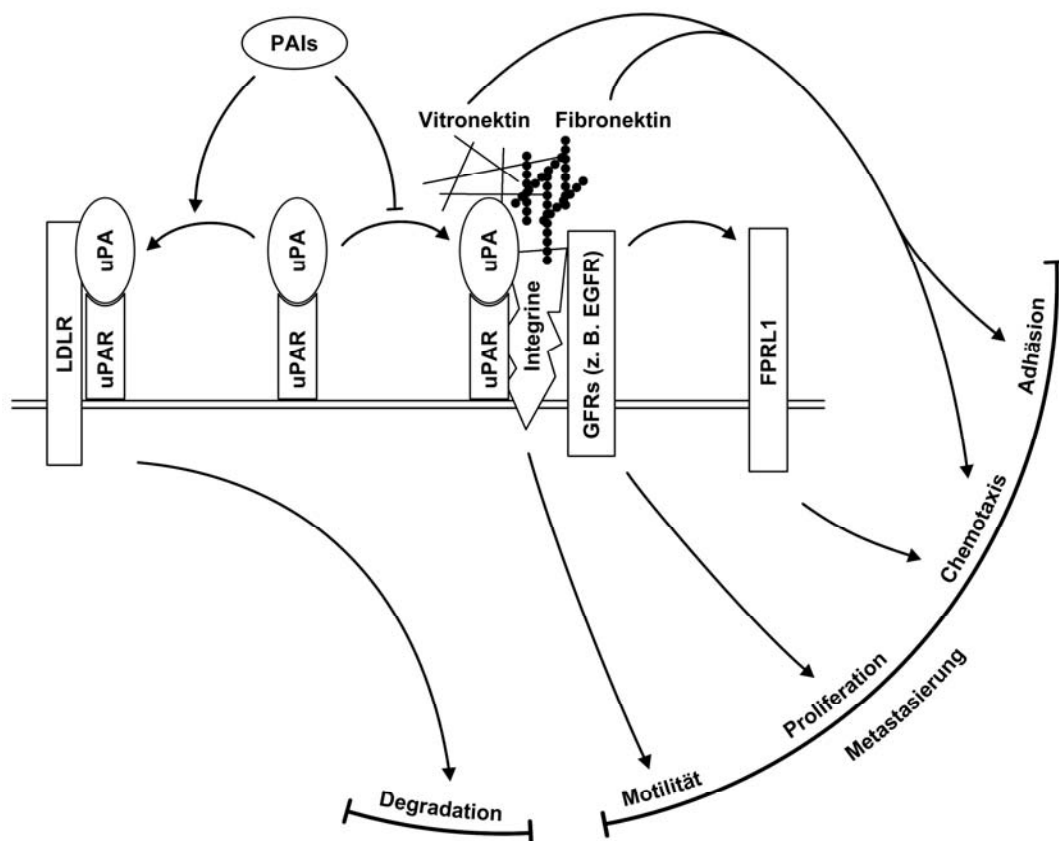 PAIs
Vitronektin
Fibronektin
uPA
uPA
uPA
LDLR
uPAR
uPAR
uPAR
Integrine
GFRs (z. B. EGFR)
FPRL1
Adhäsion
Chemotaxis
Proliferation
Metastasierung
Motilität
Degradation